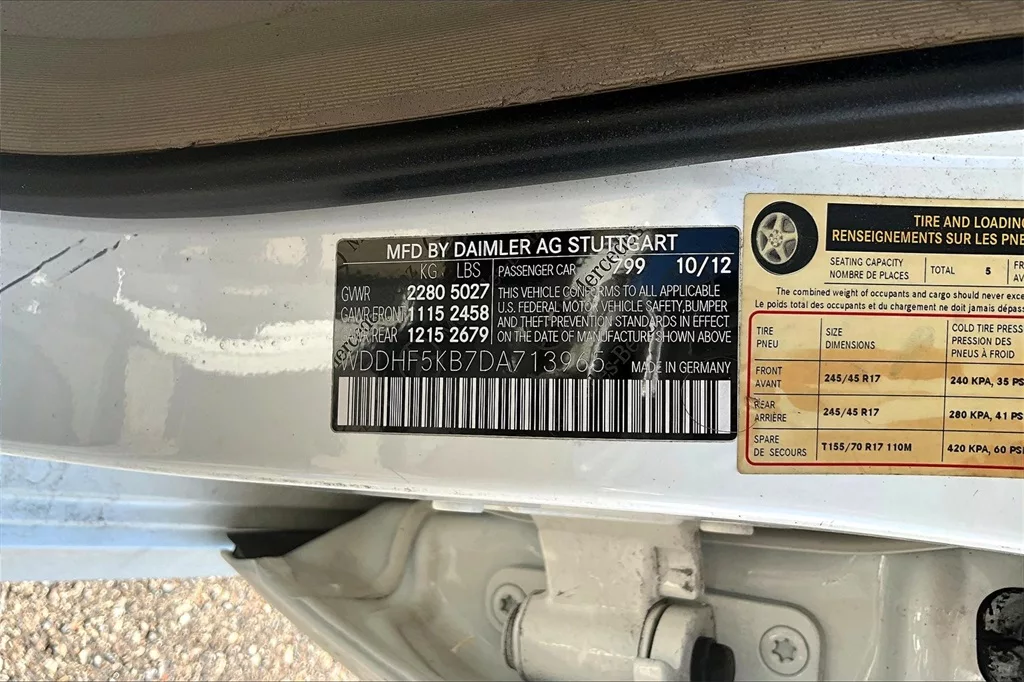 MFD BY DAIMLER AG STUTTGART
KG LBS
PASSENGER CAR 799 10/12
GVWR 2280 5027
GAWR FRONT 1115 2458
REAR 1215 2679
THIS VEHICLE CONFORMS TO ALL APPLICABLE
U.S. FEDERAL MOTOR VEHICLE SAFETY, BUMPER
AND THEFT PREVENTION STANDARDS IN EFFECT
ON THE DATE OF MANUFACTURE SHOWN ABOVE
WDDHF5KB7DA713965
MADE IN GERMANY
TIRE AND LOADING
RENSEIGNEMENTS SUR LES PNE
SEATING CAPACITY
NOMBRE DE PLACES
TOTAL 5
FR
AV
The combined weight of occupants and cargo should never exce
Le poids total des occupants et du chargement ne doit jamais dépass
TIRE
PNEU
SIZE
DIMENSIONS
COLD TIRE PRESS
PRESSION DES
PNEUS À FROID
FRONT
AVANT
245/45 R17
240 KPA, 35 PS
REAR
ARRIÈRE
245/45 R17
280 KPA, 41 PS
SPARE
DE SECOURS
T155/70 R17 110M
420 KPA, 60 PSI